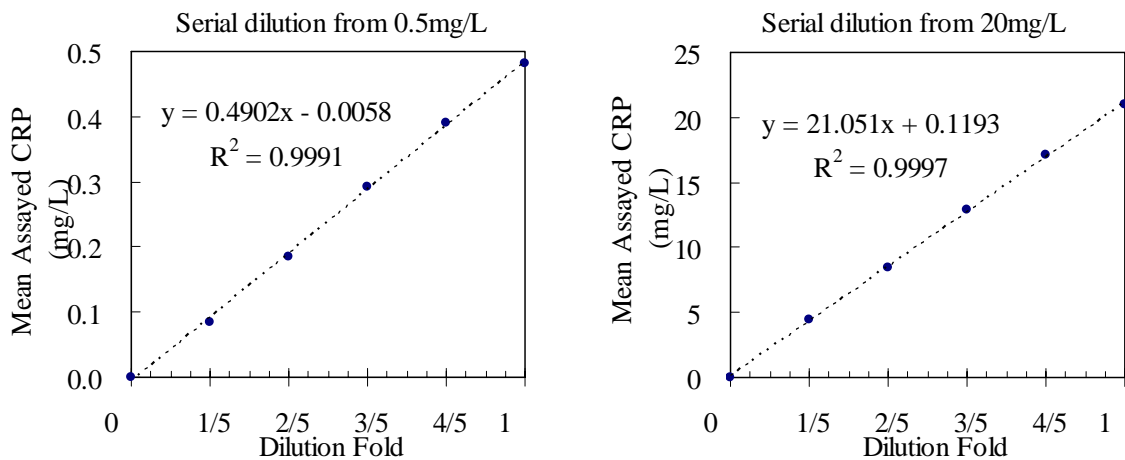 Serial dilution from 0.5mg/L
Mean Assayed CRP
(mg/L)
0.5
0.4
0.3
0.2
0.1
0.0
y = 0.4902x - 0.0058
R² = 0.9991
0 1/5 2/5 3/5 4/5 1
Dilution Fold
Serial dilution from 20mg/L
Mean Assayed CRP
(mg/L)
25
20
15
10
5
0
y = 21.051x + 0.1193
R² = 0.9997
0 1/5 2/5 3/5 4/5 1
Dilution Fold